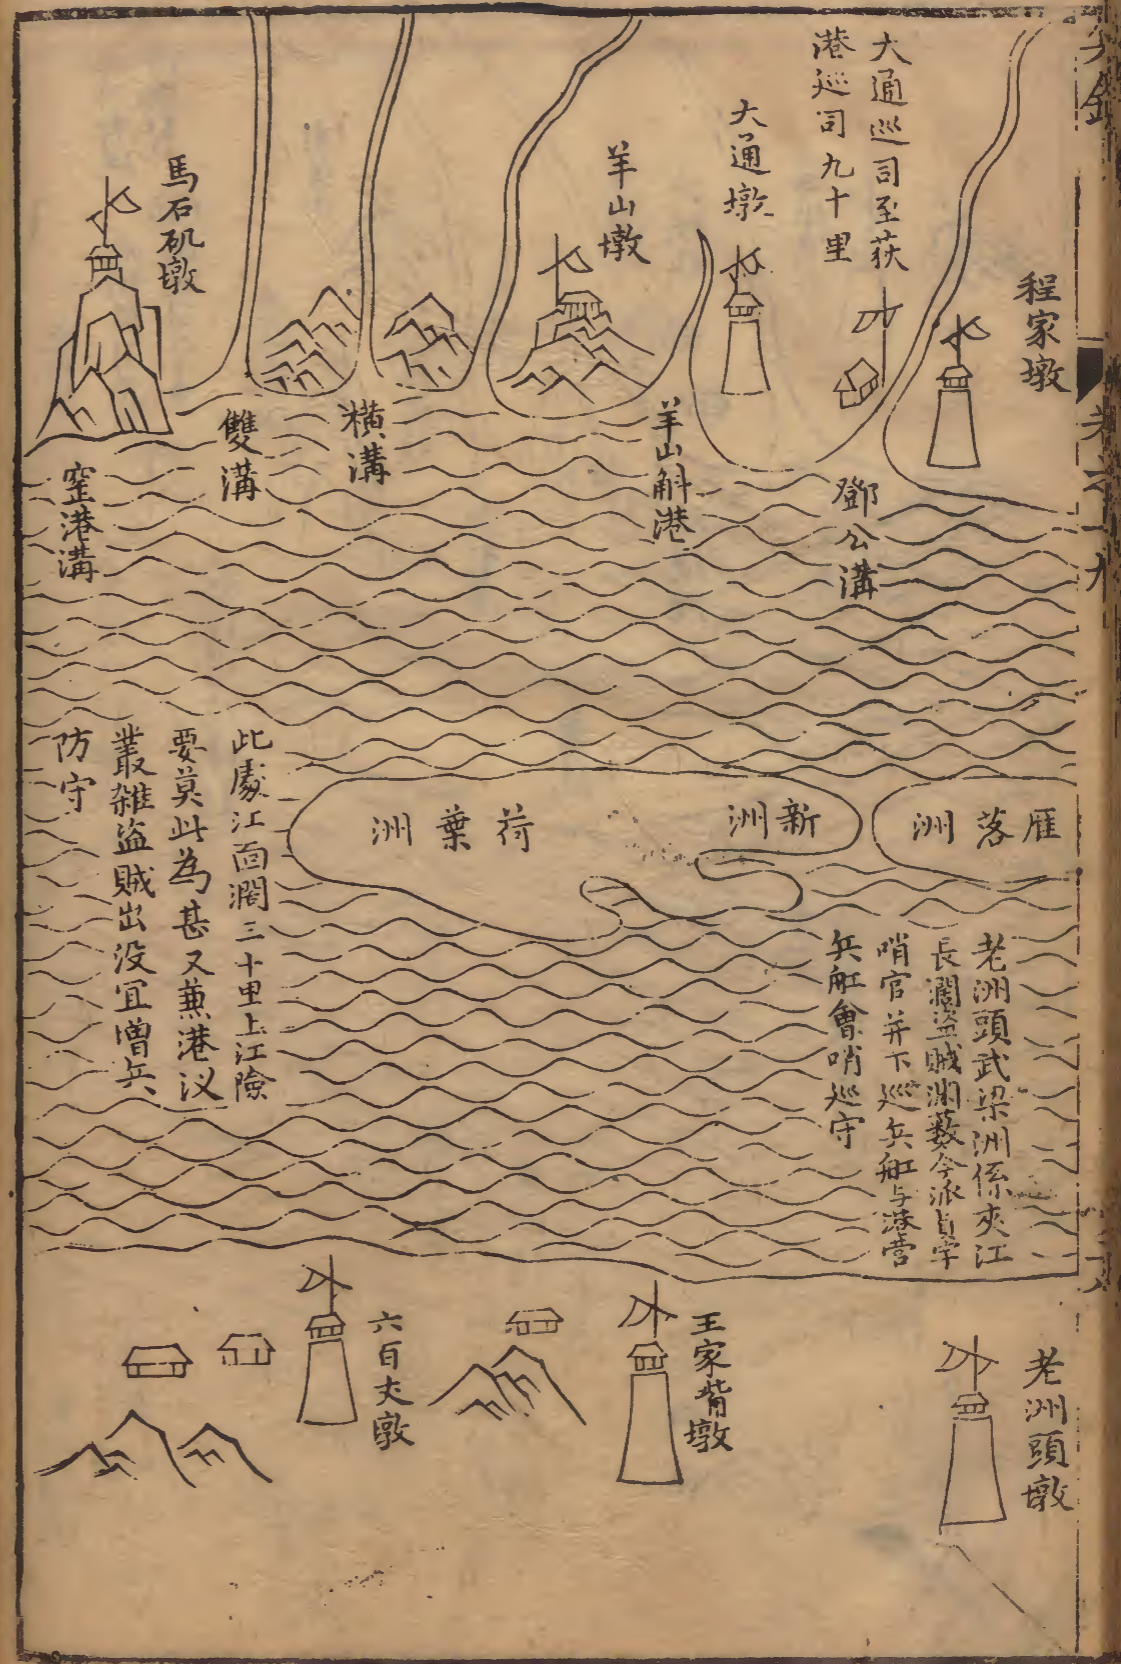 程家墩
大通巡司至荻
港巡司九十里
大通墩
羊山墩
馬石矶墩
鄧公溝
羊山斛港
横溝
雙溝
窒港溝
雁落洲
新洲
荷葉洲
此處江面濶三十里上江險
要莫此為甚又兼港汊
叢雜盜賊出没宜增兵
防守
老洲頭武梁洲係夾江
長濶盜賊渊藪今派貞字
哨官并下巡兵舡与港营
兵舡會哨巡守
老洲頭墩
王家嘴墩
六百丈墩